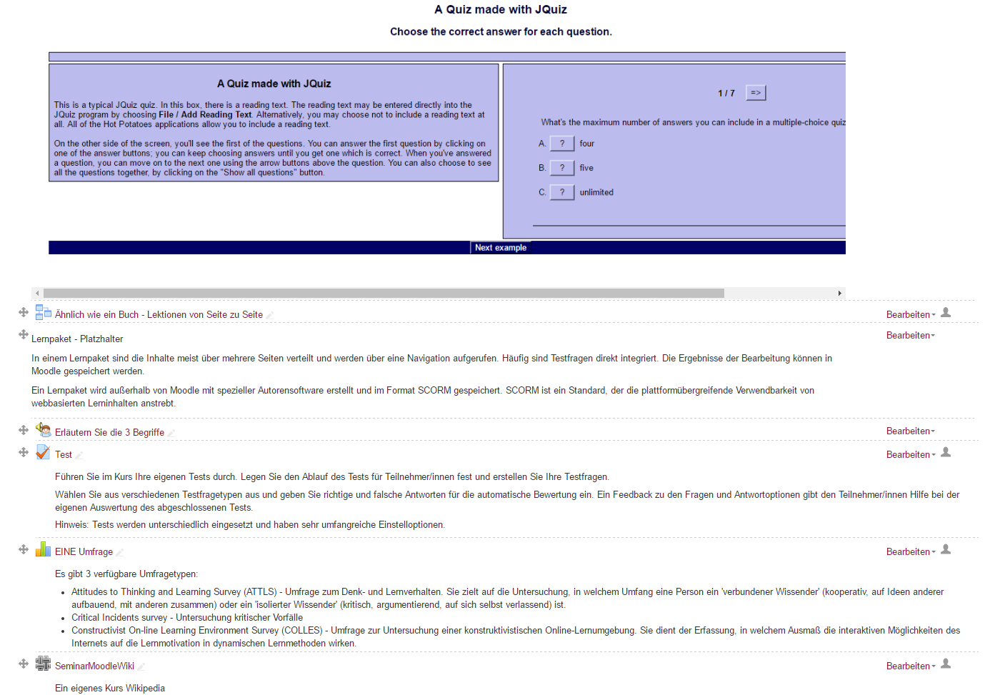 A Quiz made with JQuiz
Choose the correct answer for each question.
A Quiz made with JQuiz
This is a typical JQuiz quiz. In this box, there is a reading text. The reading text may be entered directly into the
JQuiz program by choosing File / Add Reading Text. Alternatively, you may choose not to include a reading text at
all. All of the Hot Potatoes applications allow you to include a reading text.
On the other side of the screen, you'll see the first of the questions. You can answer the first question by clicking on
one of the answer buttons; you can keep choosing answers until you get one which is correct. When you've answered
a question, you can move on to the next one using the arrow buttons above the question. You can also choose to see
all the questions together, by clicking on the "Show all questions" button.
1 / 7 =>
What's the maximum number of answers you can include in a multiple-choice quiz
A. ? four
B. ? five
C. ? unlimited
Next example
Ähnlich wie ein Buch - Lektionen von Seite zu Seite
Bearbeiten
Lernpaket - Platzhalter
Bearbeiten
In einem Lernpaket sind die Inhalte meist über mehrere Seiten verteilt und werden über eine Navigation aufgerufen. Häufig sind Testfragen direkt integriert. Die Ergebnisse der Bearbeitung können in
Moodle gespeichert werden.
Ein Lernpaket wird außerhalb von Moodle mit spezieller Autorensoftware erstellt und im Format SCORM gespeichert. SCORM ist ein Standard, der die plattformübergreifende Verwendbarkeit von
webbasierten Lerninhalten anstrebt.
Erläutern Sie die 3 Begriffe
Bearbeiten
Test
Bearbeiten
Führen Sie im Kurs Ihre eigenen Tests durch. Legen Sie den Ablauf des Tests für Teilnehmer/innen fest und erstellen Sie Ihre Testfragen.
Wählen Sie aus verschiedenen Testfragetypen aus und geben Sie richtige und falsche Antworten für die automatische Bewertung ein. Ein Feedback zu den Fragen und Antwortoptionen gibt den Teilnehmer/innen Hilfe bei der
eigenen Auswertung des abgeschlossenen Tests.
Hinweis: Tests werden unterschiedlich eingesetzt und haben sehr umfangreiche Einstelloptionen.
EINE Umfrage
Bearbeiten
Es gibt 3 verfügbare Umfragetypen:
• Attitudes to Thinking and Learning Survey (ATTLS) - Umfrage zum Denk- und Lernverhalten. Sie zielt auf die Untersuchung, in welchem Umfang eine Person ein 'verbundener Wissender' (kooperativ, auf Ideen anderer
aufbauend, mit anderen zusammen) oder ein 'isolierter Wissender' (kritisch, argumentierend, auf sich selbst verlassend) ist.
• Critical Incidents survey - Untersuchung kritischer Vorfälle
• Constructivist On-line Learning Environment Survey (COLLES) - Umfrage zur Untersuchung einer konstruktivistischen Online-Lernumgebung. Sie dient der Erfassung, in welchem Ausmaß die interaktiven Möglichkeiten des
Internets auf die Lernmotivation in dynamischen Lernmethoden wirken.
SeminarMoodleWiki
Bearbeiten
Ein eigenes Kurs Wikipedia